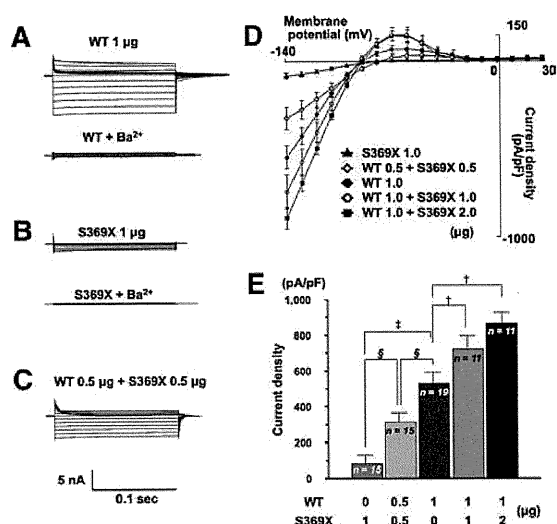 A
WT 1 µg
WT + Ba²⁺
B
S369X 1 µg
S369X + Ba²⁺
C
WT 0.5 µg + S369X 0.5 µg
5 nA
0.1 sec
D
Membrane
potential (mV)
-140
150
0
30
Current density
(pA/pF)
-1000
S369X 1.0
WT 0.5 + S369X 0.5
WT 1.0
WT 1.0 + S369X 1.0
WT 1.0 + S369X 2.0
(µg)
E
(pA/pF)
Current density
1,000
800
600
400
200
0
‡
§
§
†
†
n = 15
n = 15
n = 19
n = 11
n = 11
WT 0 0.5 1 1 1
S369X 1 0.5 0 1 2
(µg)